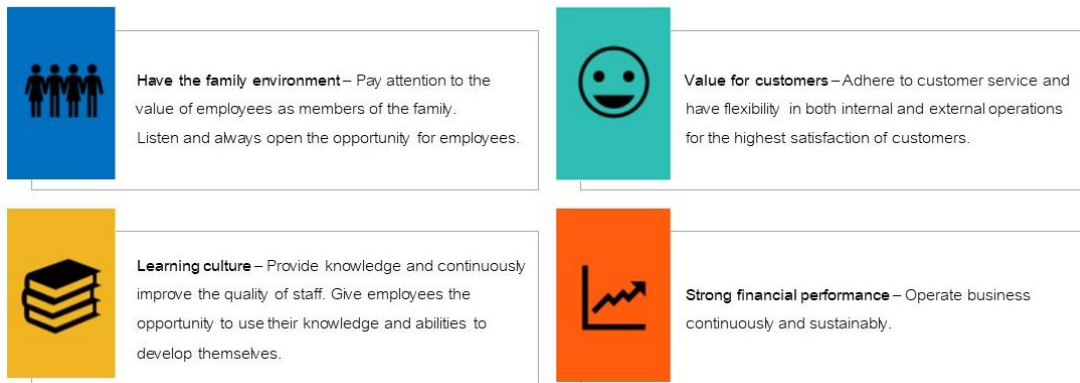 Have the family environment – Pay attention to the
value of employees as members of the family.
Listen and always open the opportunity for employees.
Value for customers – Adhere to customer service and
have flexibility in both internal and external operations
for the highest satisfaction of customers.
Learning culture – Provide knowledge and continuously
improve the quality of staff. Give employees the
opportunity to use their knowledge and abilities to
develop themselves.
Strong financial performance – Operate business
continuously and sustainably.